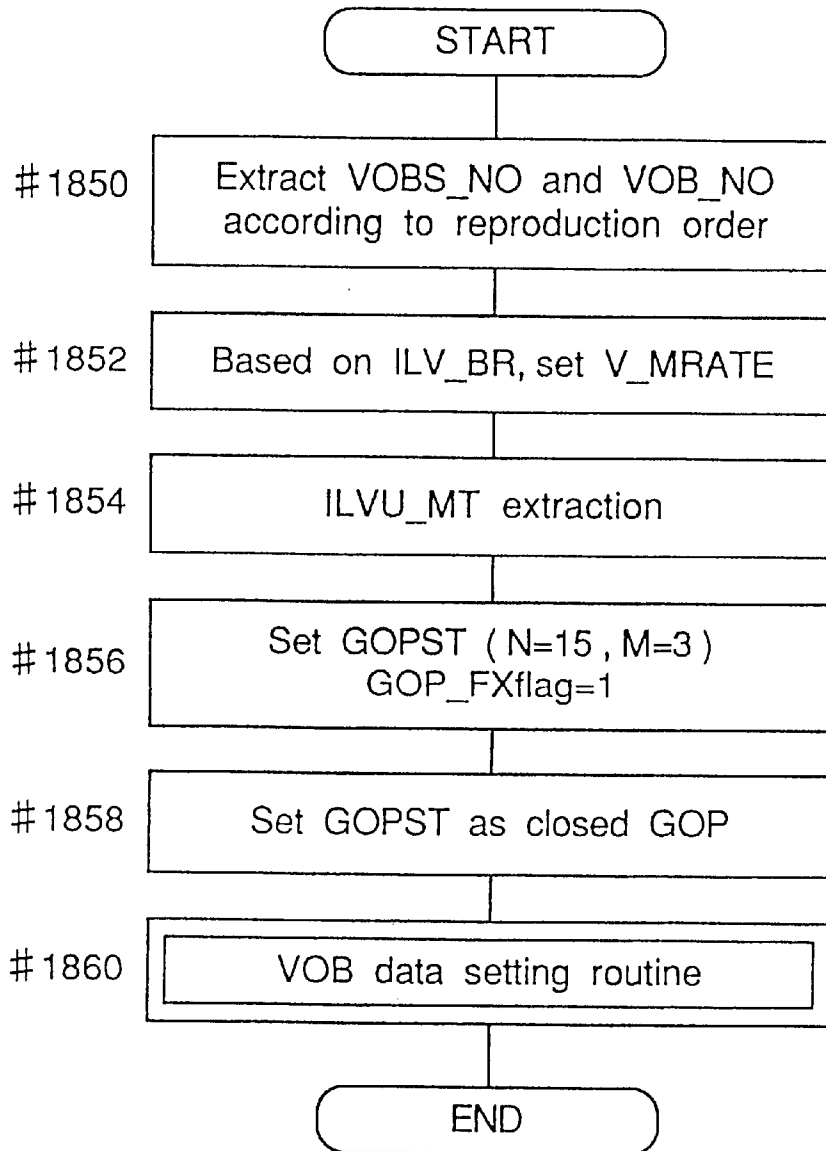 START
#1850
Extract VOBS_NO and VOB_NO
according to reproduction order
#1852
Based on ILV_BR, set V_MRATE
#1854
ILVU_MT extraction
#1856
Set GOPST ( N=15 , M=3 )
GOP_FXflag=1
#1858
Set GOPST as closed GOP
#1860
VOB data setting routine
END